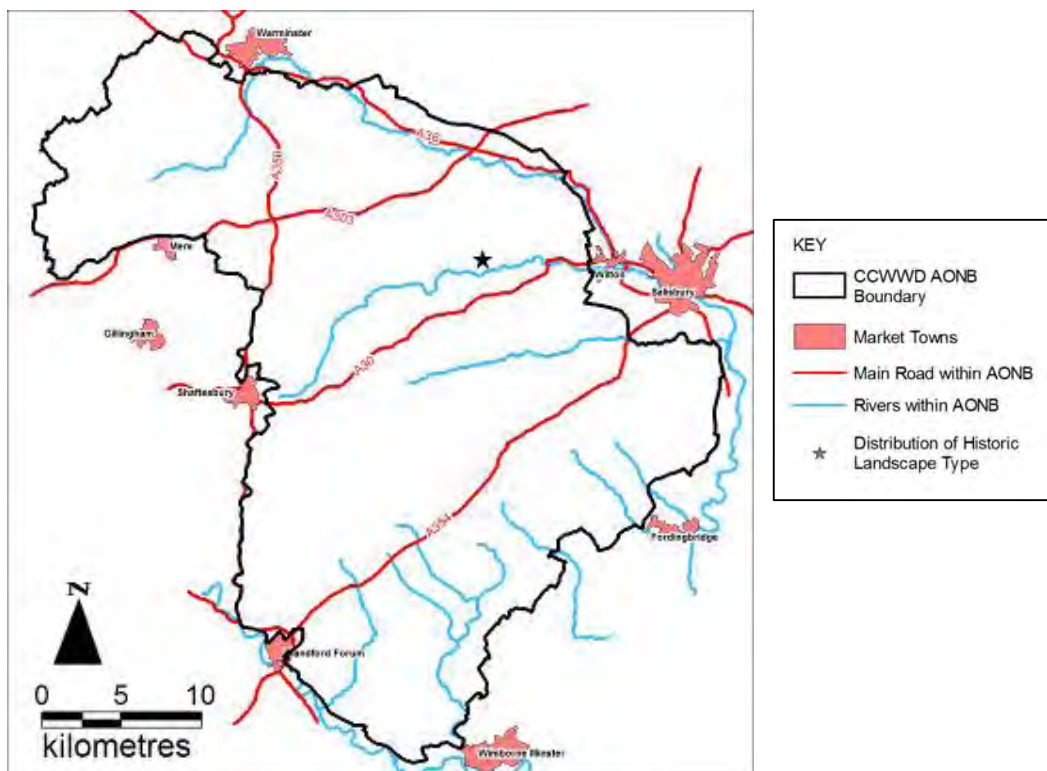 Warminster
A36
A350
A303
Mere
Wilton
Salisbury
Gillingham
A30
Shaftesbury
A354
Fordingbridge
N
landford Forum
Wimborne Minster
0 5 10
kilometres
KEY
CCWWD AONB
Boundary
Market Towns
Main Road within AONB
Rivers within AONB
Distribution of Historic
Landscape Type